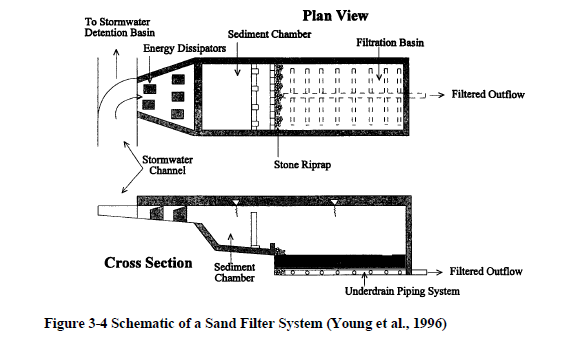 Plan View
To Stormwater
Detention Basin
Energy Dissipators
Sediment Chamber
Filtration Basin
Filtered Outflow
Stormwater
Channel
Stone Riprap
Cross Section
Sediment
Chamber
Filtered Outflow
Underdrain Piping System
Figure 3-4 Schematic of a Sand Filter System (Young et al., 1996)